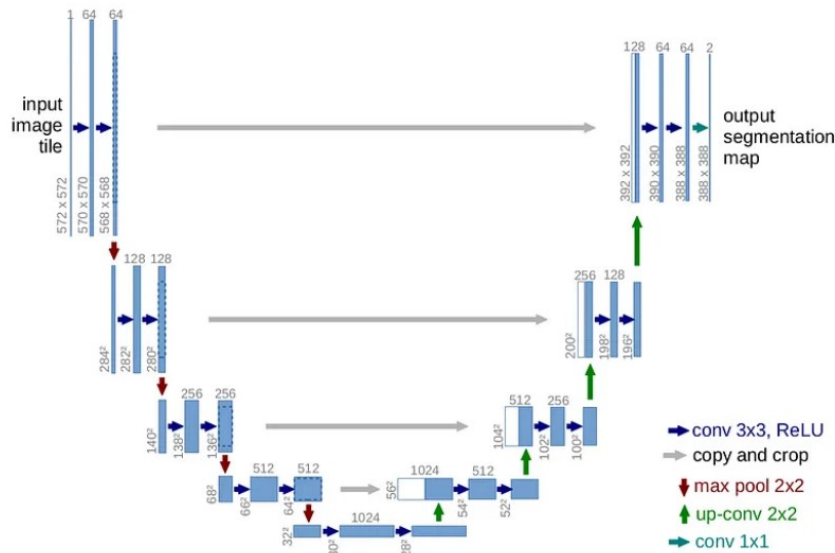 1 64 64
input
image
tile
572 x 572
570 x 570
568 x 568
128 64 64 2
output
segmentation
map
392 x 392
390 x 390
388 x 388
388 x 388
128 128
284²
282²
280²
256 128
200²
198²
196²
256 256
140²
138²
136²
512 256
104²
102²
100²
512 512
68²
66²
64²
1024 512
56²
54²
52²
1024
32²
conv 3x3, ReLU
copy and crop
max pool 2x2
up-conv 2x2
conv 1x1